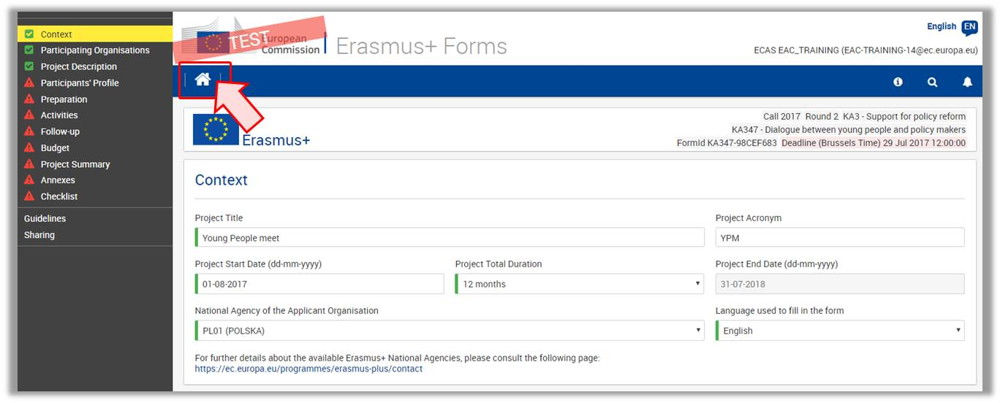 Context
Participating Organisations
Project Description
Participants' Profile
Preparation
Activities
Follow-up
Budget
Project Summary
Annexes
Checklist
Guidelines
Sharing
TEST
European
Commission
Erasmus+ Forms
English EN
ECAS EAC_TRAINING (EAC-TRAINING-14@ec.europa.eu)
Erasmus+
Call 2017 Round 2 KA3 - Support for policy reform
KA347 - Dialogue between young people and policy makers
FormId KA347-98CEF683 Deadline (Brussels Time) 29 Jul 2017 12:00:00
Context
Project Title
Young People meet
Project Acronym
YPM
Project Start Date (dd-mm-yyyy)
01-08-2017
Project Total Duration
12 months
Project End Date (dd-mm-yyyy)
31-07-2018
National Agency of the Applicant Organisation
PL01 (POLSKA)
Language used to fill in the form
English
For further details about the available Erasmus+ National Agencies, please consult the following page:
https://ec.europa.eu/programmes/erasmus-plus/contact